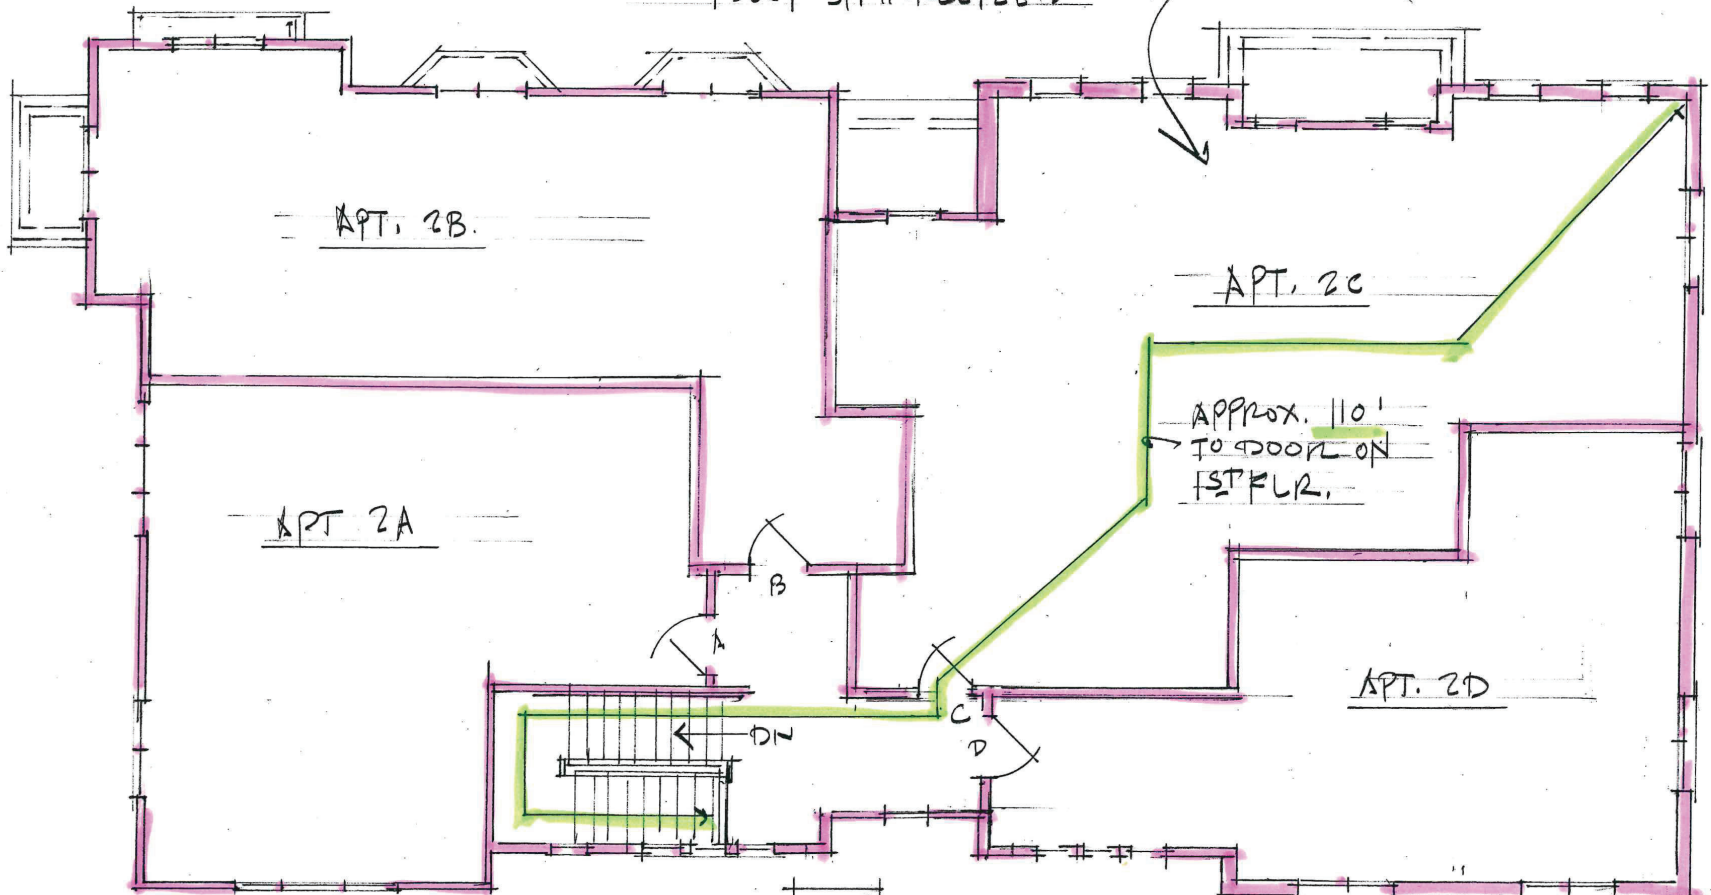 APT. 2B.
APT. 2C
APPROX. 110'
TO DOOR ON
1ST FLR.
APT 2A
B
A
APT. 2D
C
DN
D